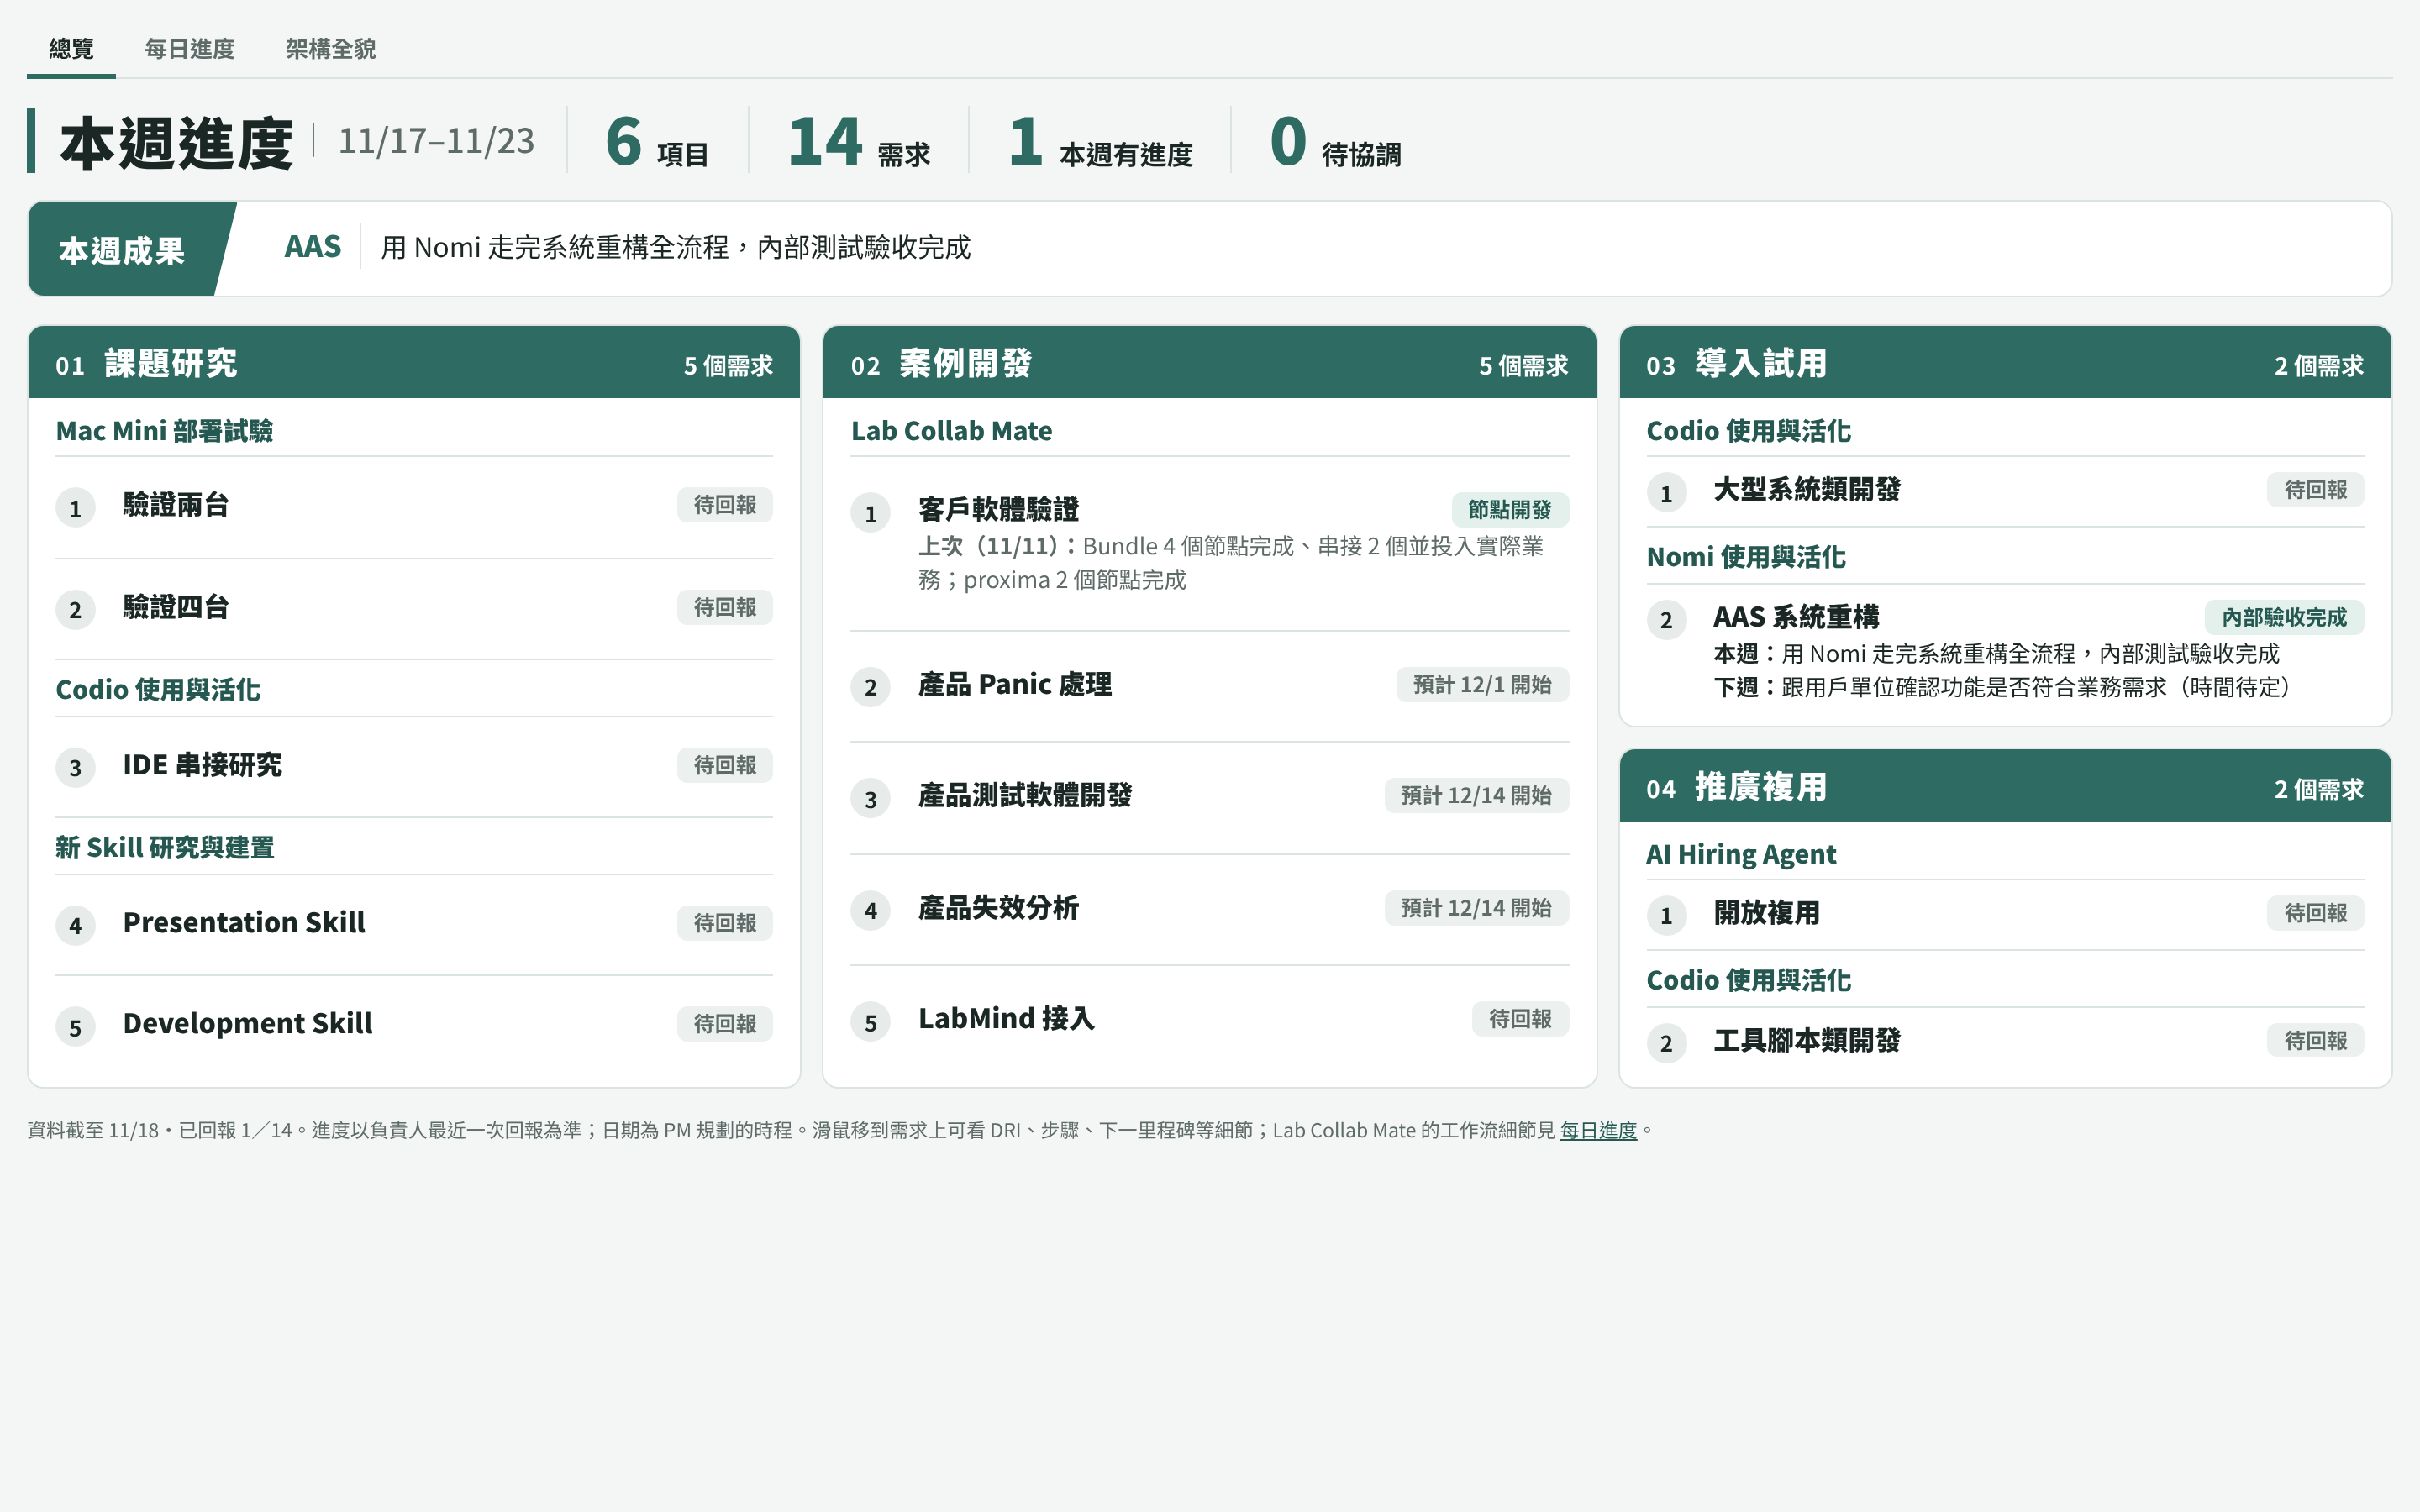 總覽 每日進度 架構全貌
本週進度 | 11/17–11/23 6 項目 14 需求 1 本週有進度 0 待協調
本週成果 AAS 用 Nomi 走完系統重構全流程，內部測試驗收完成
01 課題研究 5 個需求
Mac Mini 部署試驗
1 驗證兩台 待回報
2 驗證四台 待回報
Codio 使用與活化
3 IDE 串接研究 待回報
新 Skill 研究與建置
4 Presentation Skill 待回報
5 Development Skill 待回報
02 案例開發 5 個需求
Lab Collab Mate
1 客戶軟體驗證 節點開發
上次（11/11）：Bundle 4 個節點完成、串接 2 個並投入實際業
務；proxima 2 個節點完成
2 產品 Panic 處理 預計 12/1 開始
3 產品測試軟體開發 預計 12/14 開始
4 產品失效分析 預計 12/14 開始
5 LabMind 接入 待回報
03 導入試用 2 個需求
Codio 使用與活化
1 大型系統類開發 待回報
Nomi 使用與活化
2 AAS 系統重構 內部驗收完成
本週：用 Nomi 走完系統重構全流程，內部測試驗收完成
下週：跟用戶單位確認功能是否符合業務需求（時間待定）
04 推廣複用 2 個需求
AI Hiring Agent
1 開放複用 待回報
Codio 使用與活化
2 工具腳本類開發 待回報
資料截至 11/18・已回報 1／14。進度以負責人最近一次回報為準；日期為 PM 規劃的時程。滑鼠移到需求上可看 DRI、步驟、下一里程碑等細節；Lab Collab Mate 的工作流細節見 每日進度。